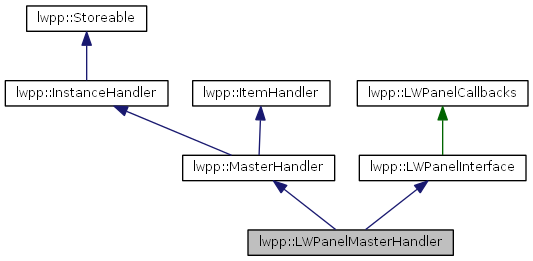 lwpp::Storeable
lwpp::InstanceHandler
lwpp::ItemHandler
lwpp::LWPanelCallbacks
lwpp::MasterHandler
lwpp::LWPanelInterface
lwpp::LWPanelMasterHandler